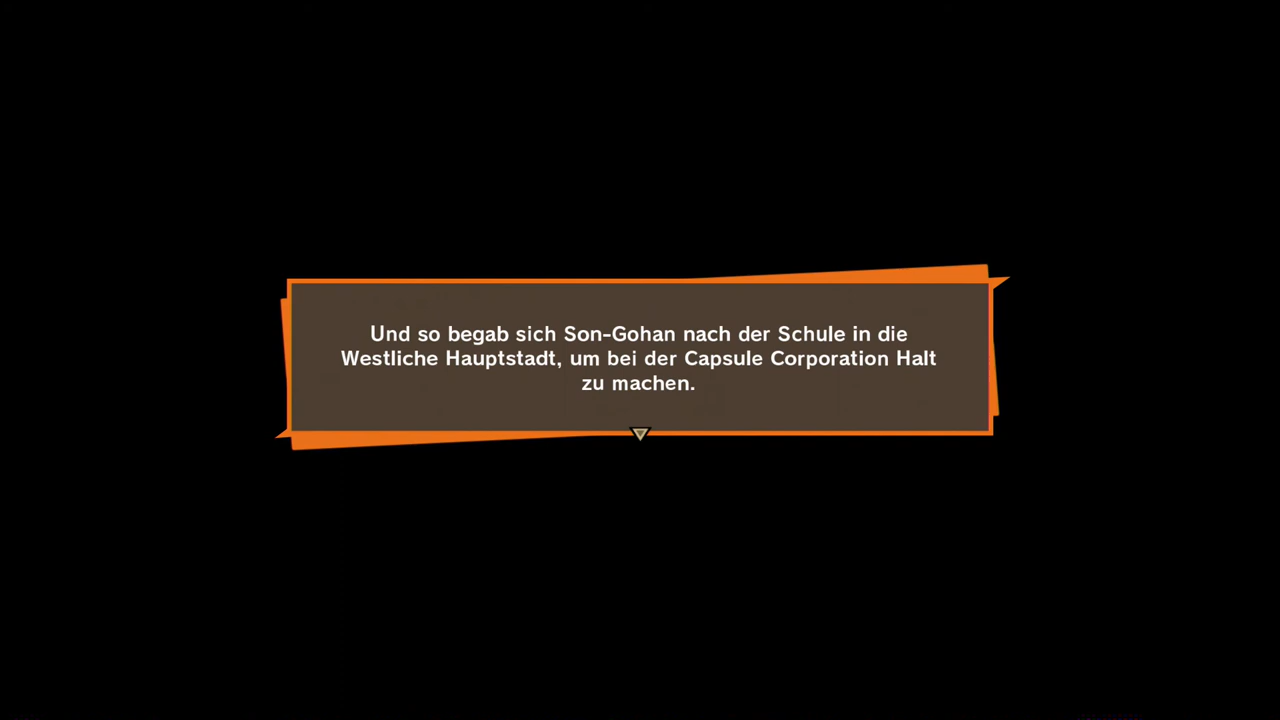 Und so begab sich Son-Gohan nach der Schule in die
Westliche Hauptstadt, um bei der Capsule Corporation Halt
zu machen.